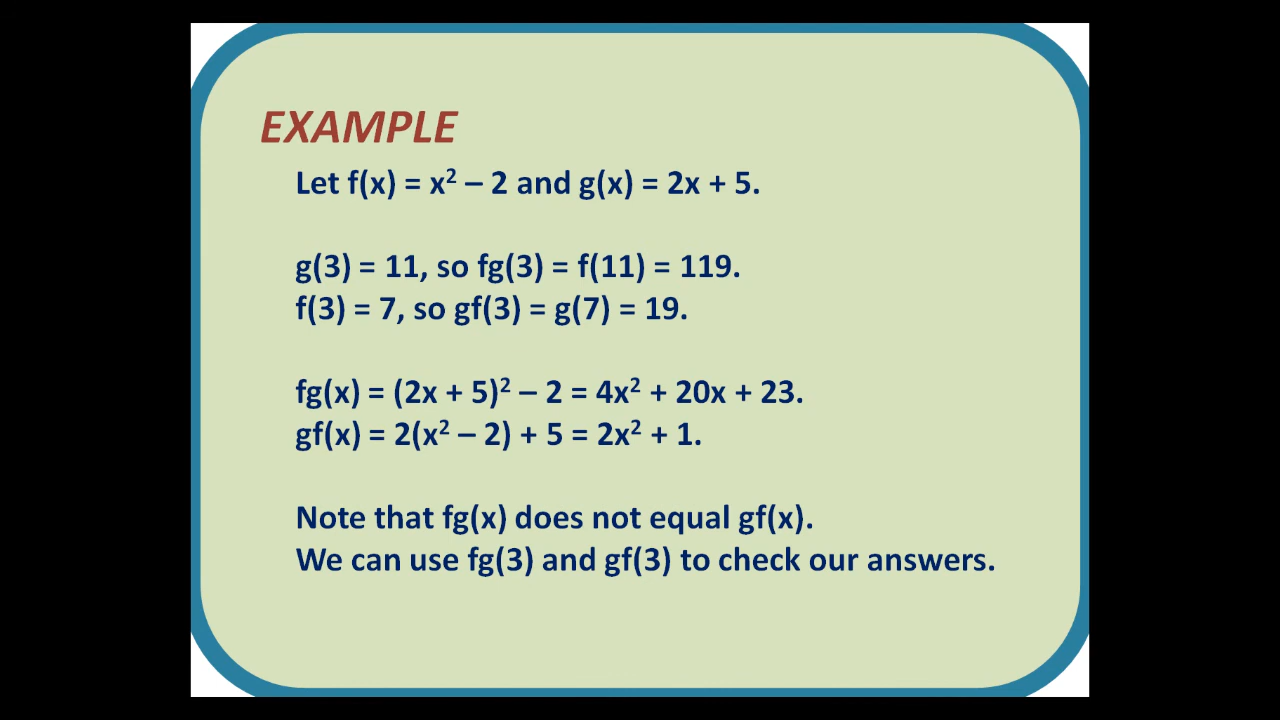 EXAMPLE
Let f(x) = x² – 2 and g(x) = 2x + 5.
g(3) = 11, so fg(3) = f(11) = 119.
f(3) = 7, so gf(3) = g(7) = 19.
fg(x) = (2x + 5)² – 2 = 4x² + 20x + 23.
gf(x) = 2(x² – 2) + 5 = 2x² + 1.
Note that fg(x) does not equal gf(x).
We can use fg(3) and gf(3) to check our answers.